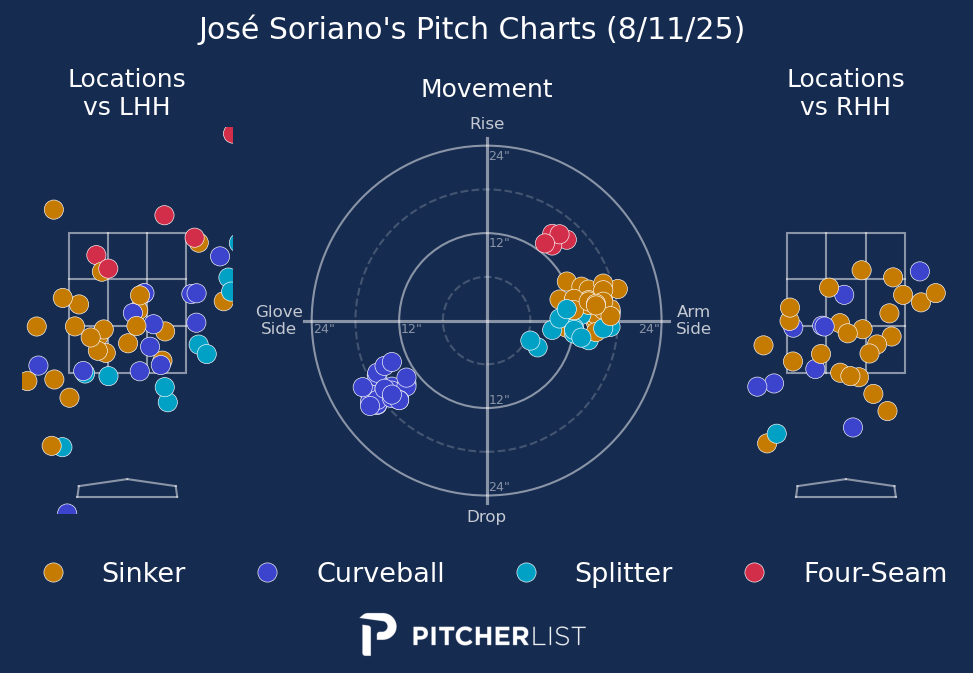 José Soriano's Pitch Charts (8/11/25)
Locations
vs LHH
Movement
Locations
vs RHH
Rise
24"
12"
Glove
Side
24"
12"
24"
Arm
Side
12"
24"
Drop
Sinker
Curveball
Splitter
Four-Seam
PITCHERLIST